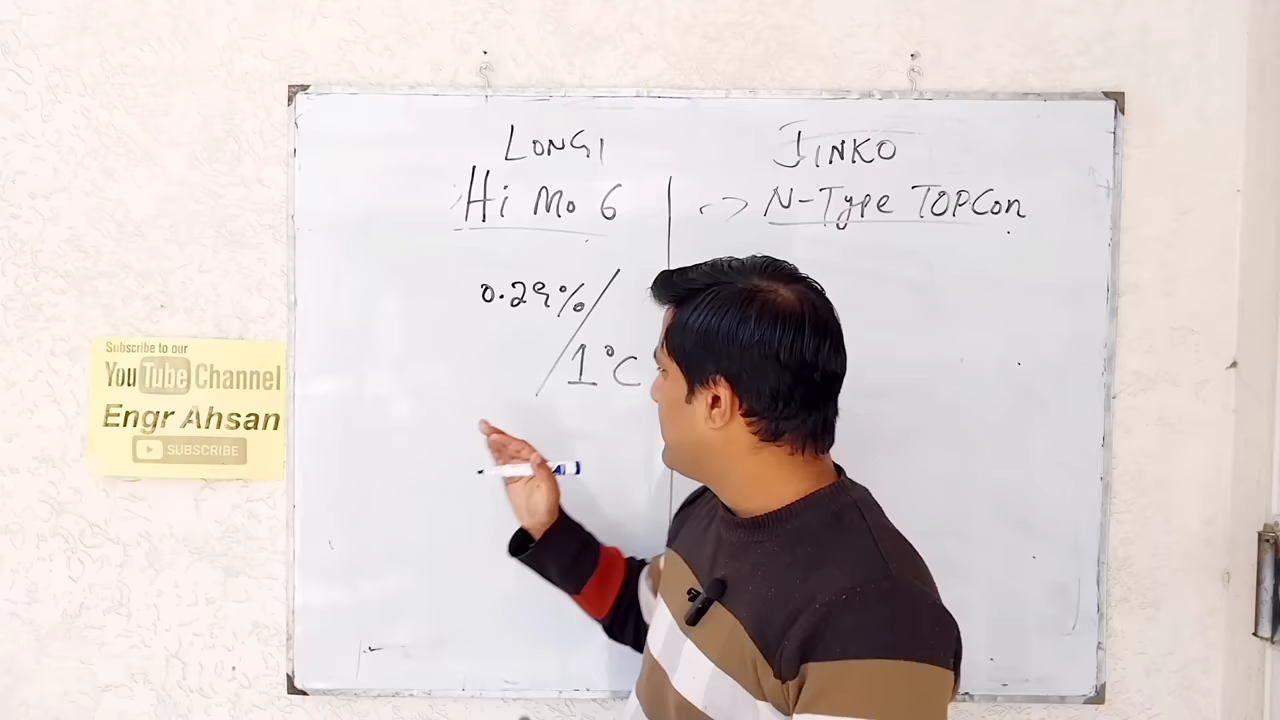 LONGI
Hi Mo 6
0.29%/
1°C
JINKO
-> N-Type TOPCon
Subscribe to our
YouTube Channel
Engr Ahsan
SUBSCRIBE